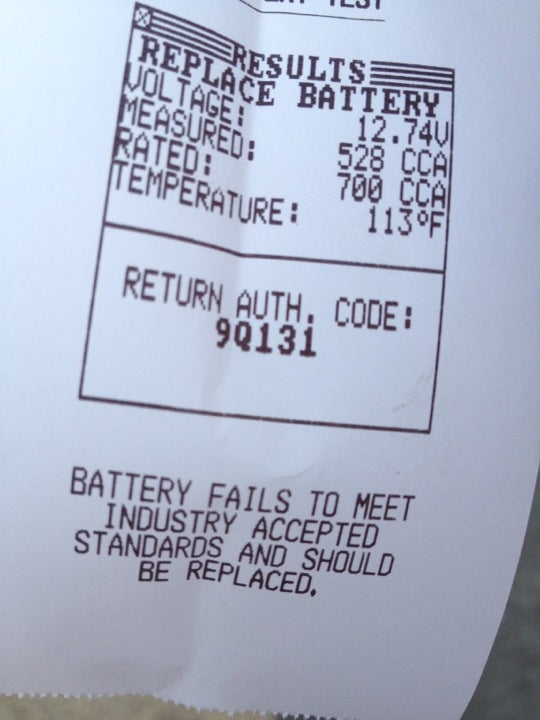 TEST
RESULTS
REPLACE BATTERY
VOLTAGE: 12.74V
MEASURED: 528 CCA
RATED: 700 CCA
TEMPERATURE: 113°F
RETURN AUTH. CODE:
9Q131
BATTERY FAILS TO MEET
INDUSTRY ACCEPTED
STANDARDS AND SHOULD
BE REPLACED.